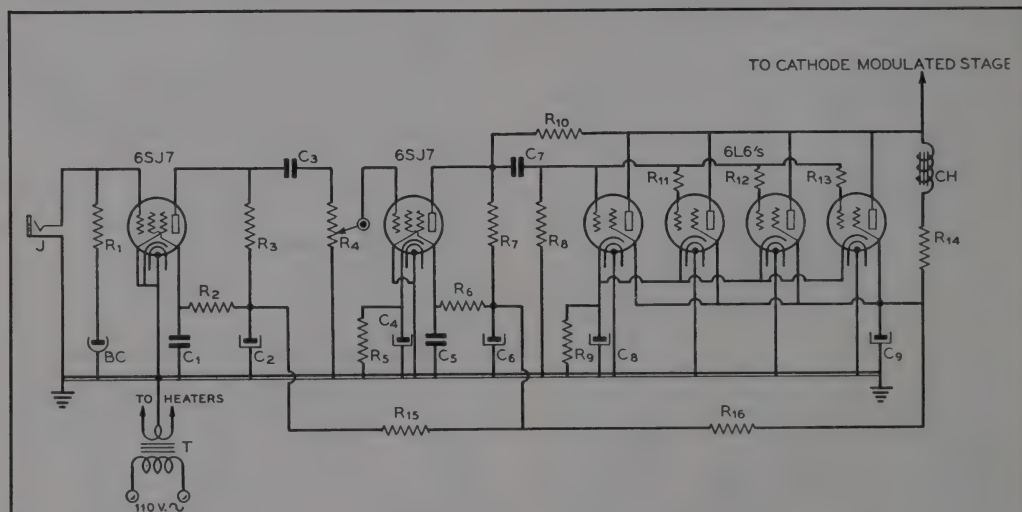 TO CATHODE MODULATED STAGE
R10
6SJ7
C3
6SJ7
C7
6L6's
R11
R12
R13
CH
J
R1
R3
R4
R7
R8
R14
R2
R6
BC
C1
C2
R5
C4
C5
C6
R9
C8
C9
TO HEATERS
R15
R16
T
110 V.~